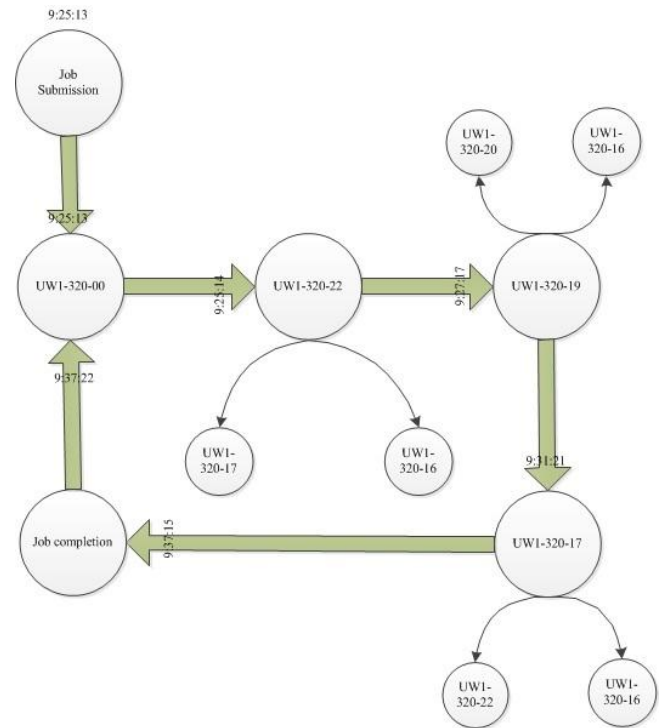 9:25:13
Job
Submission
9:25:13
UW1-
320-20
UW1-
320-16
UW1-320-00
9:25:14
UW1-320-22
9:27:17
UW1-320-19
9:37:22
UW1-
320-17
UW1-
320-16
9:31:21
Job completion
9:37:15
UW1-320-17
UW1-
320-22
UW1-
320-16